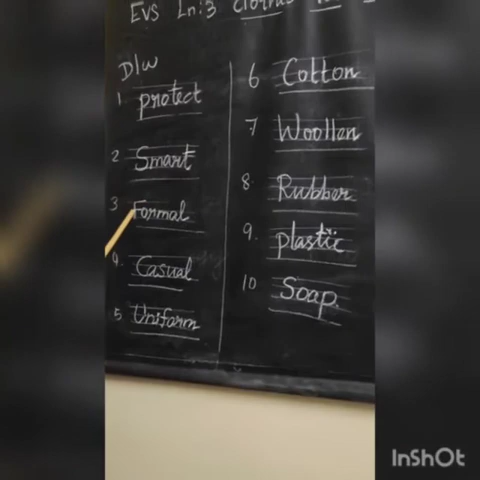 Evs Ln:3 clothes
D/w
1 protect
2 Smart
3 Formal
4. Casual
5 Uniform
6 Cotton
7 Woollen
8 Rubber
9. plastic
10 Soap.
InShOt